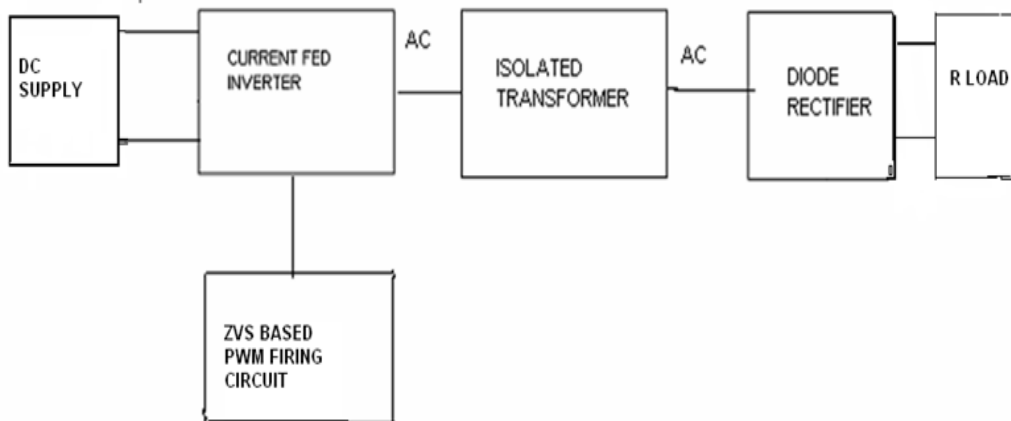 DC
SUPPLY
CURRENT FED
INVERTER
AC
ISOLATED
TRANSFORMER
AC
DIODE
RECTIFIER
R LOAD
ZVS BASED
PWM FIRING
CIRCUIT